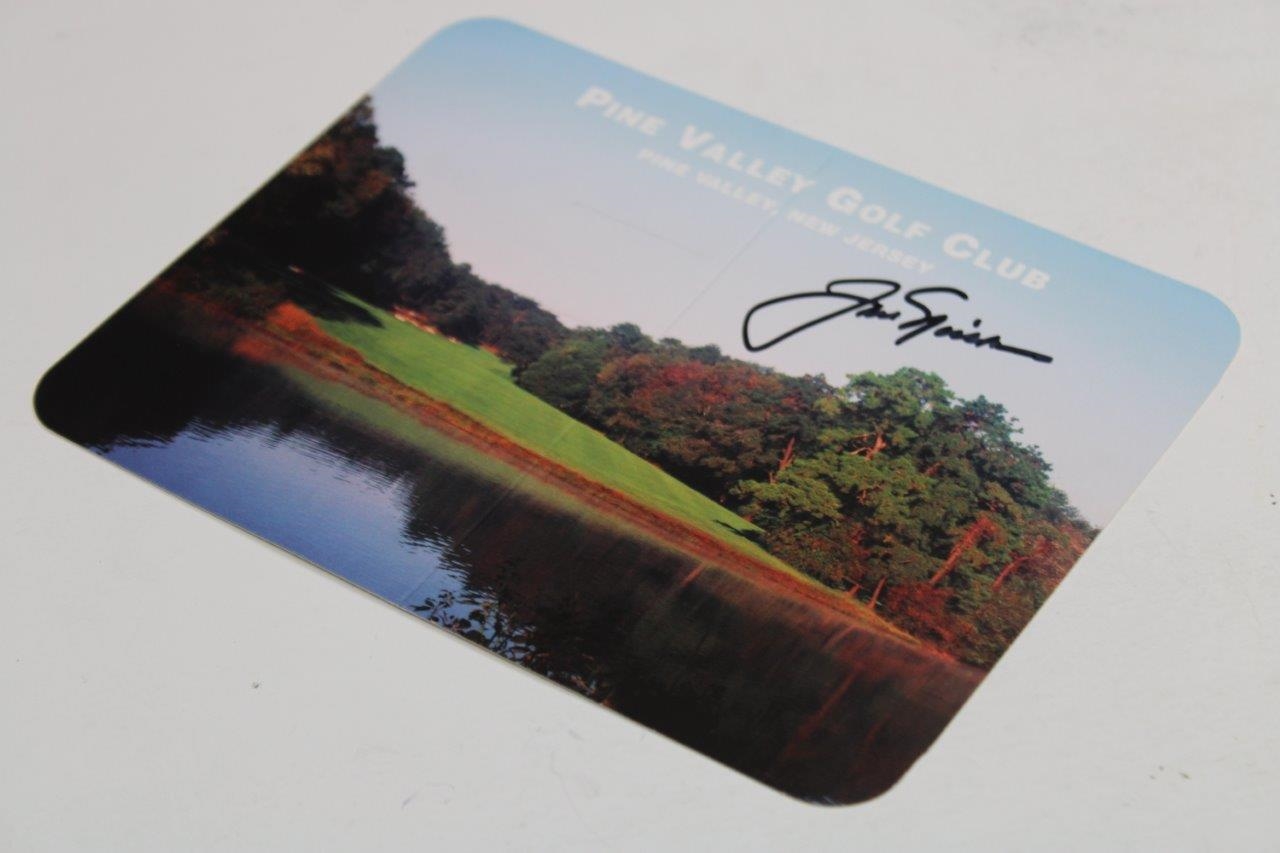 PINE VALLEY GOLF CLUB
PINE VALLEY, NEW JERSEY